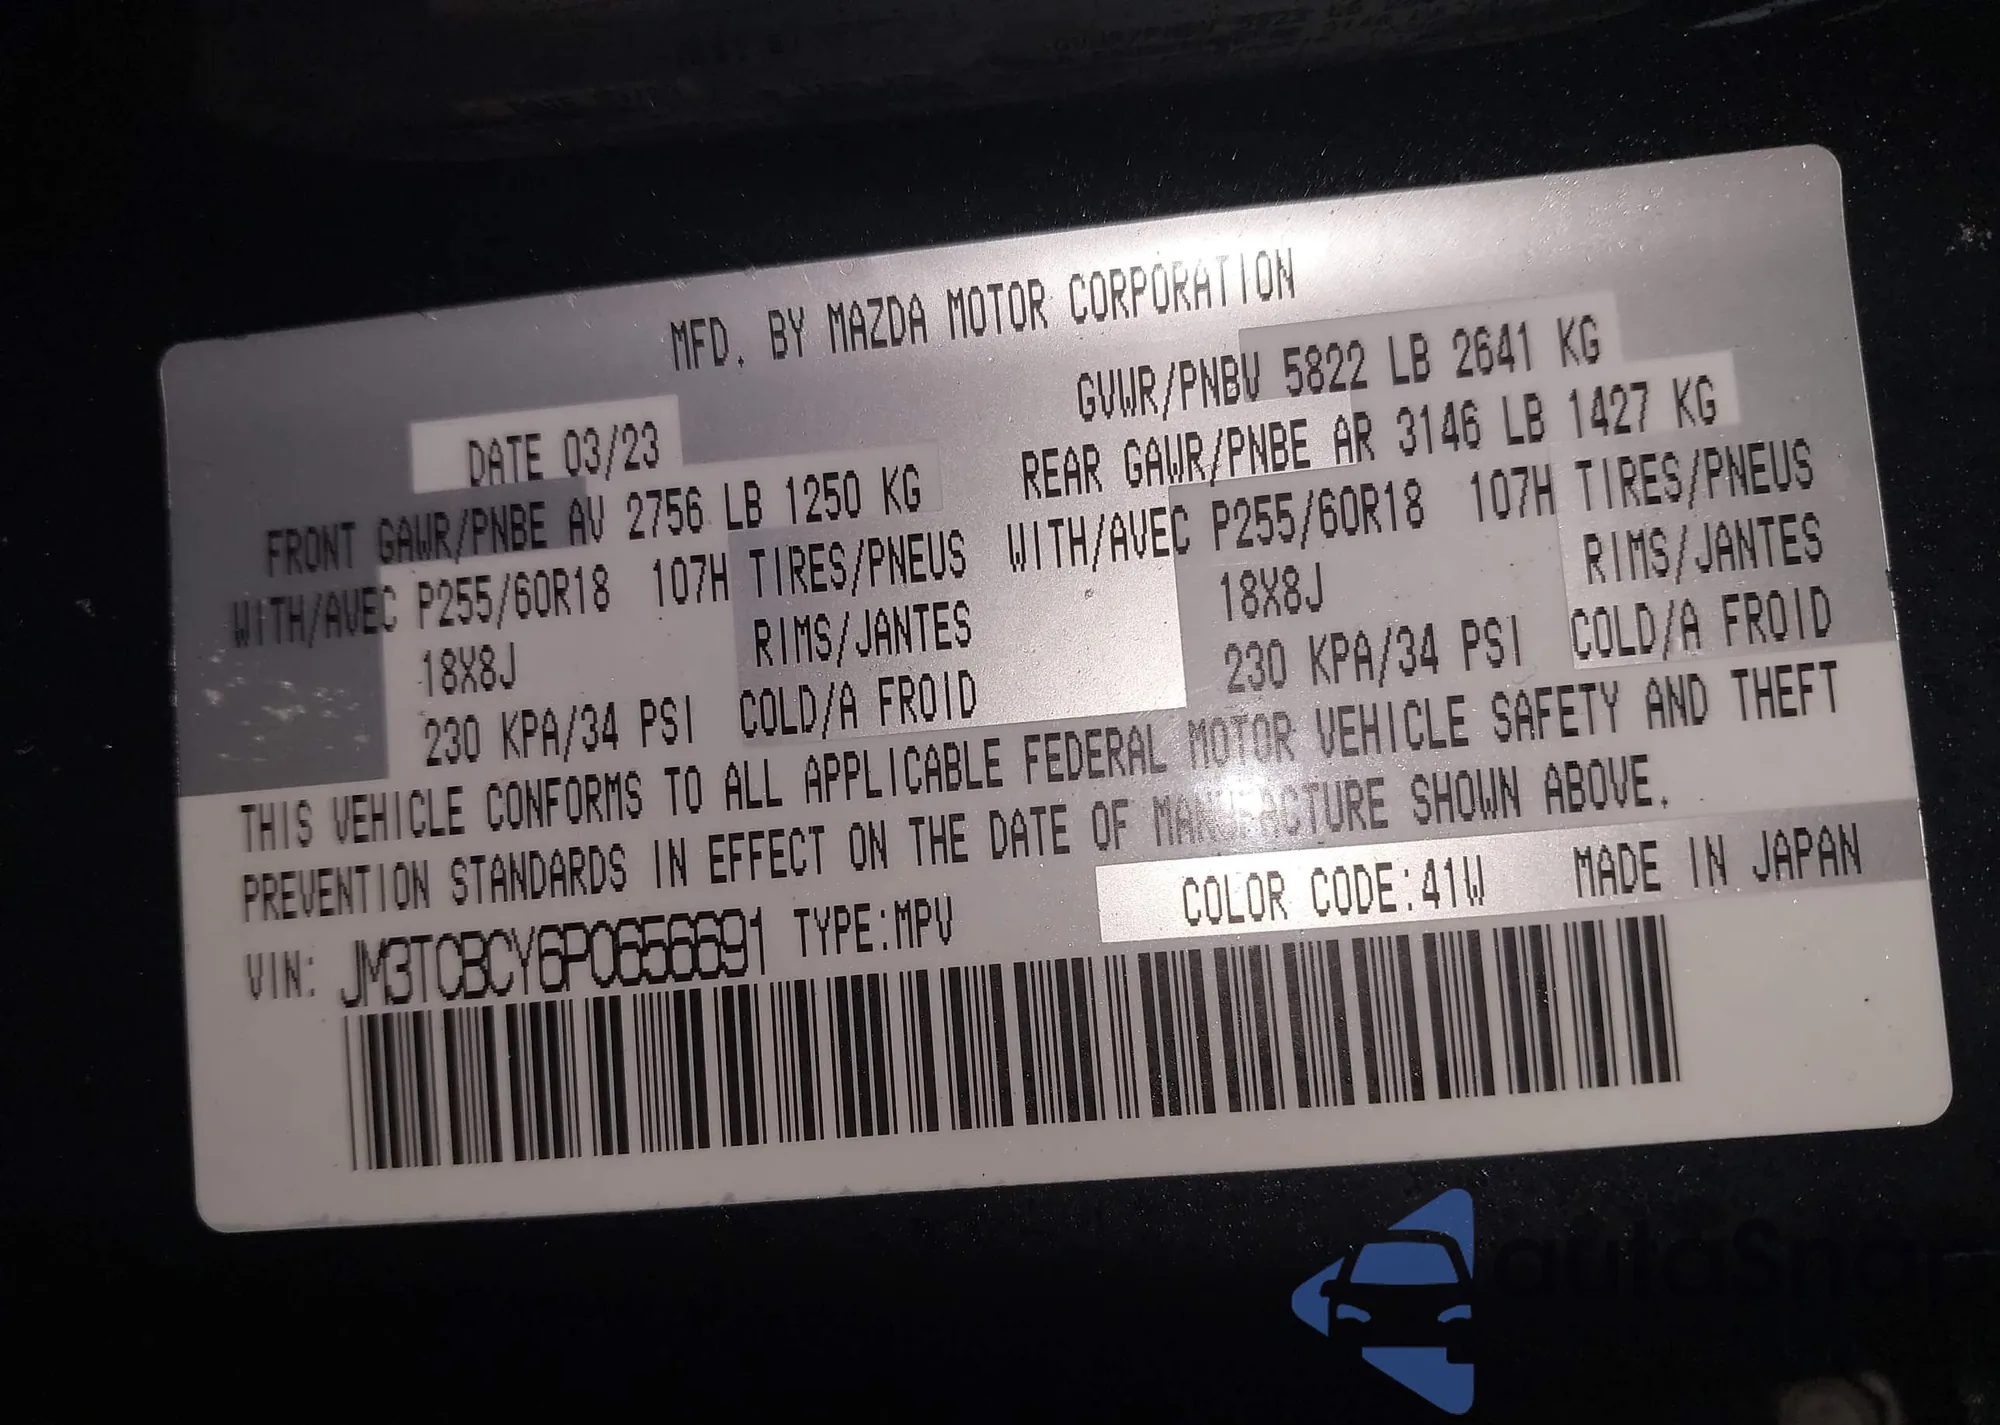 MFD. BY MAZDA MOTOR CORPORATION
DATE 03/23
GVWR/PNBV 5822 LB 2641 KG
FRONT GAWR/PNBE AV 2756 LB 1250 KG
WITH/AVEC P255/60R18 107H TIRES/PNEUS
18X8J RIMS/JANTES
230 KPA/34 PSI COLD/A FROID
REAR GAWR/PNBE AR 3146 LB 1427 KG
WITH/AVEC P255/60R18 107H TIRES/PNEUS
18X8J RIMS/JANTES
230 KPA/34 PSI COLD/A FROID
THIS VEHICLE CONFORMS TO ALL APPLICABLE FEDERAL MOTOR VEHICLE SAFETY AND THEFT
PREVENTION STANDARDS IN EFFECT ON THE DATE OF MANUFACTURE SHOWN ABOVE.
COLOR CODE:41W MADE IN JAPAN
VIN: JM3TCBCY6P0656691 TYPE:MPV